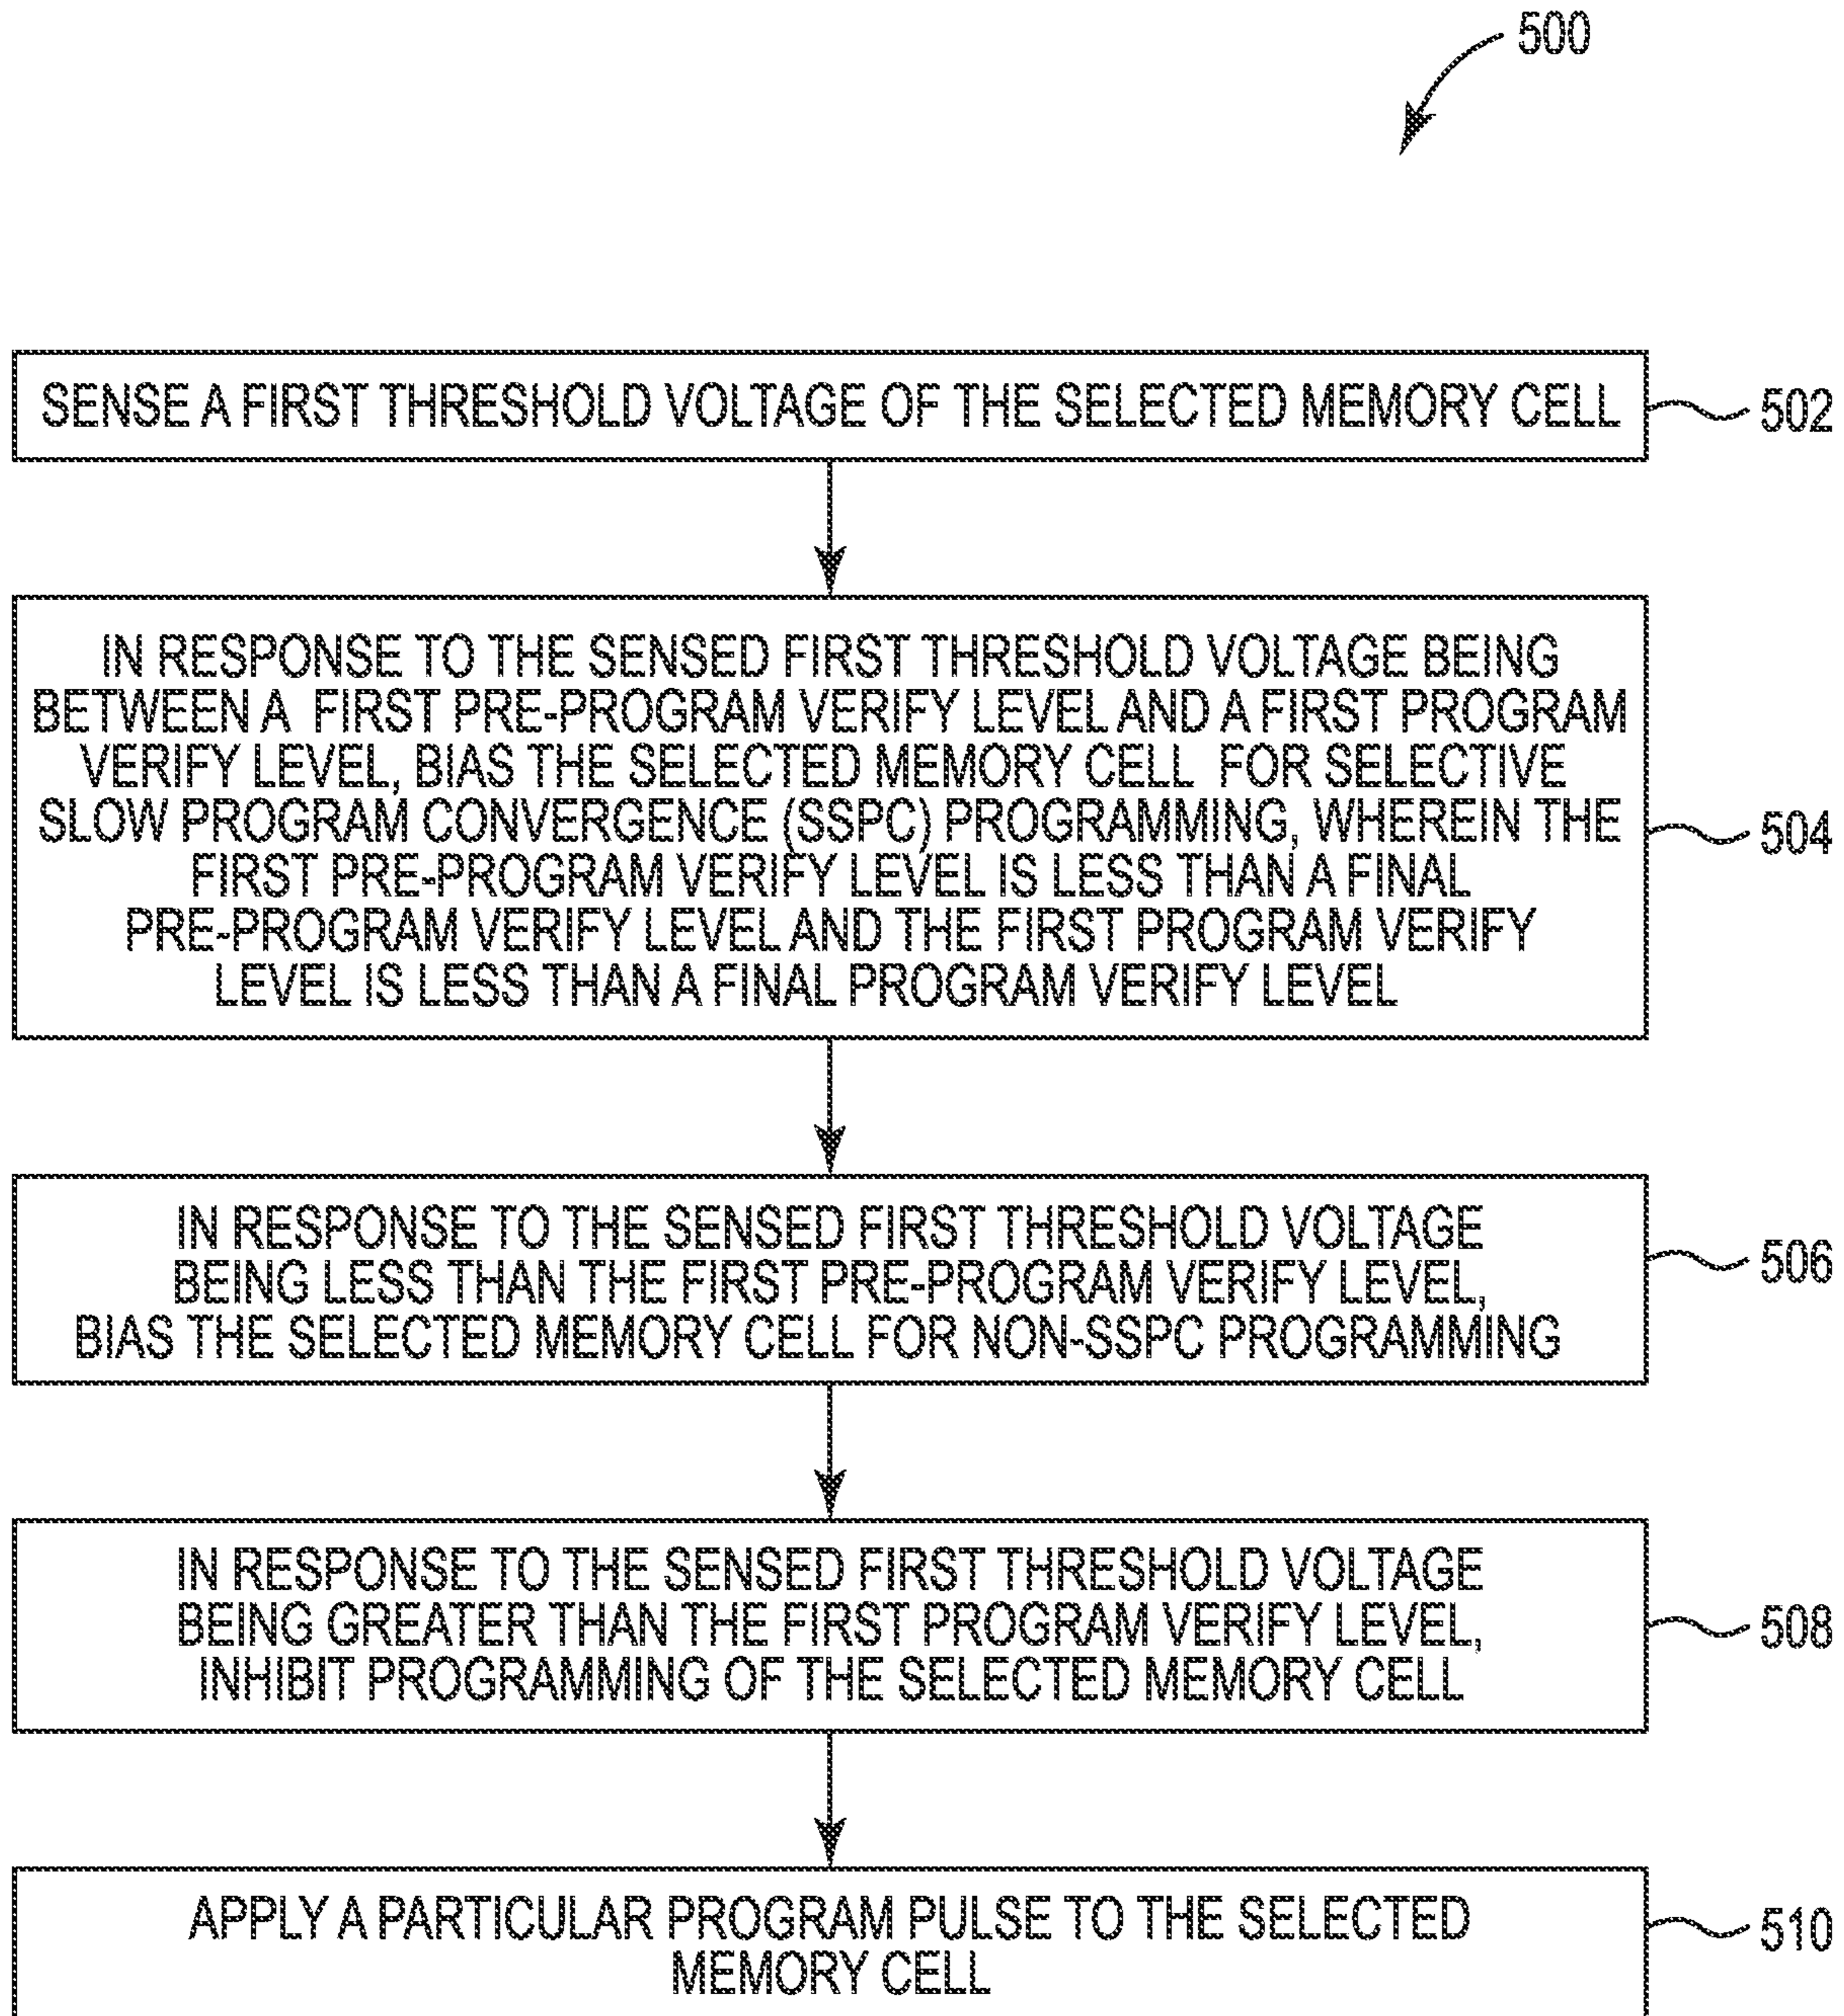 500
SENSE A FIRST THRESHOLD VOLTAGE OF THE SELECTED MEMORY CELL
502
IN RESPONSE TO THE SENSED FIRST THRESHOLD VOLTAGE BEING
BETWEEN A FIRST PRE-PROGRAM VERIFY LEVEL AND A FIRST PROGRAM
VERIFY LEVEL, BIAS THE SELECTED MEMORY CELL FOR SELECTIVE
SLOW PROGRAM CONVERGENCE (SSPC) PROGRAMMING, WHEREIN THE
FIRST PRE-PROGRAM VERIFY LEVEL IS LESS THAN A FINAL
PRE-PROGRAM VERIFY LEVEL AND THE FIRST PROGRAM VERIFY
LEVEL IS LESS THAN A FINAL PROGRAM VERIFY LEVEL
504
IN RESPONSE TO THE SENSED FIRST THRESHOLD VOLTAGE
BEING LESS THAN THE FIRST PRE-PROGRAM VERIFY LEVEL,
BIAS THE SELECTED MEMORY CELL FOR NON-SSPC PROGRAMMING
506
IN RESPONSE TO THE SENSED FIRST THRESHOLD VOLTAGE
BEING GREATER THAN THE FIRST PROGRAM VERIFY LEVEL,
INHIBIT PROGRAMMING OF THE SELECTED MEMORY CELL
508
APPLY A PARTICULAR PROGRAM PULSE TO THE SELECTED
MEMORY CELL
510